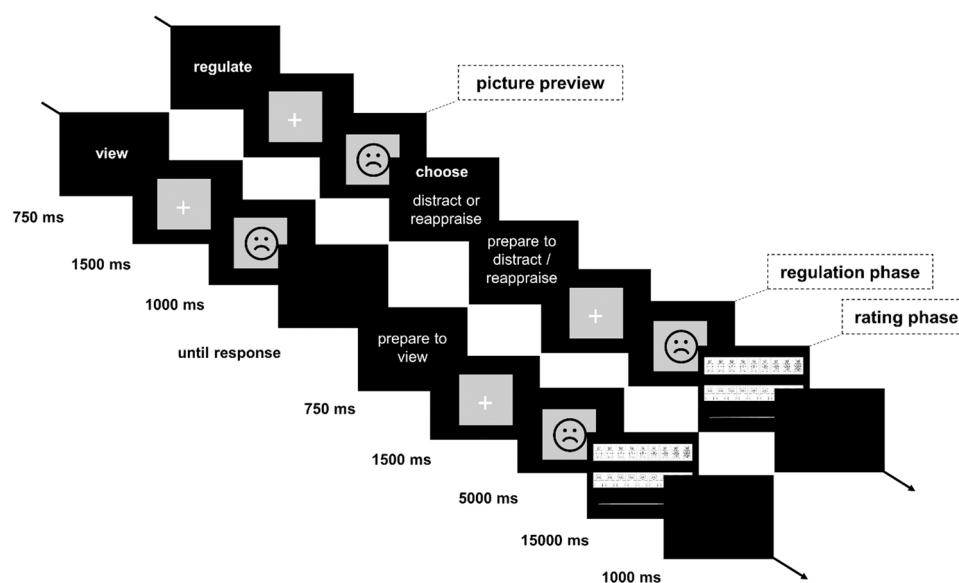 regulate
picture preview
view
choose
distract or
reappraise
750 ms
prepare to
distract /
reappraise
1500 ms
regulation phase
1000 ms
rating phase
until response
prepare to
view
750 ms
1500 ms
5000 ms
15000 ms
1000 ms